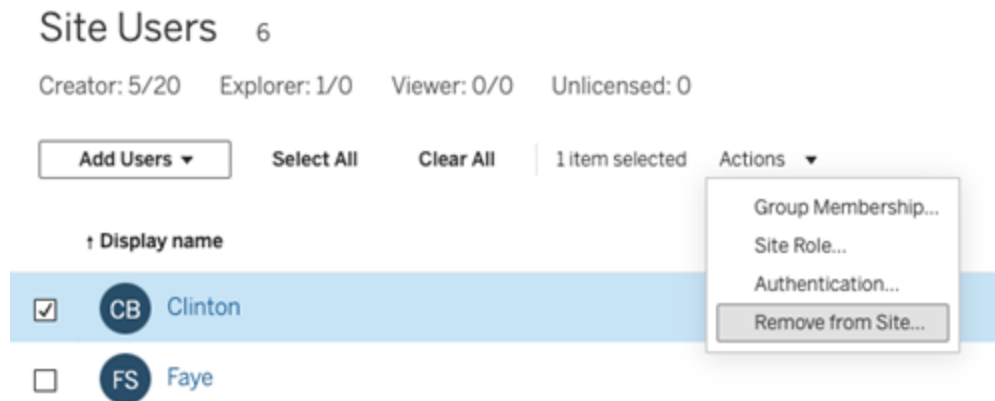 Site Users 6
Creator: 5/20 Explorer: 1/0 Viewer: 0/0 Unlicensed: 0
Add Users Select All Clear All 1 item selected Actions
Group Membership...
Site Role...
Authentication...
Remove from Site...
↑ Display name
CB Clinton
FS Faye